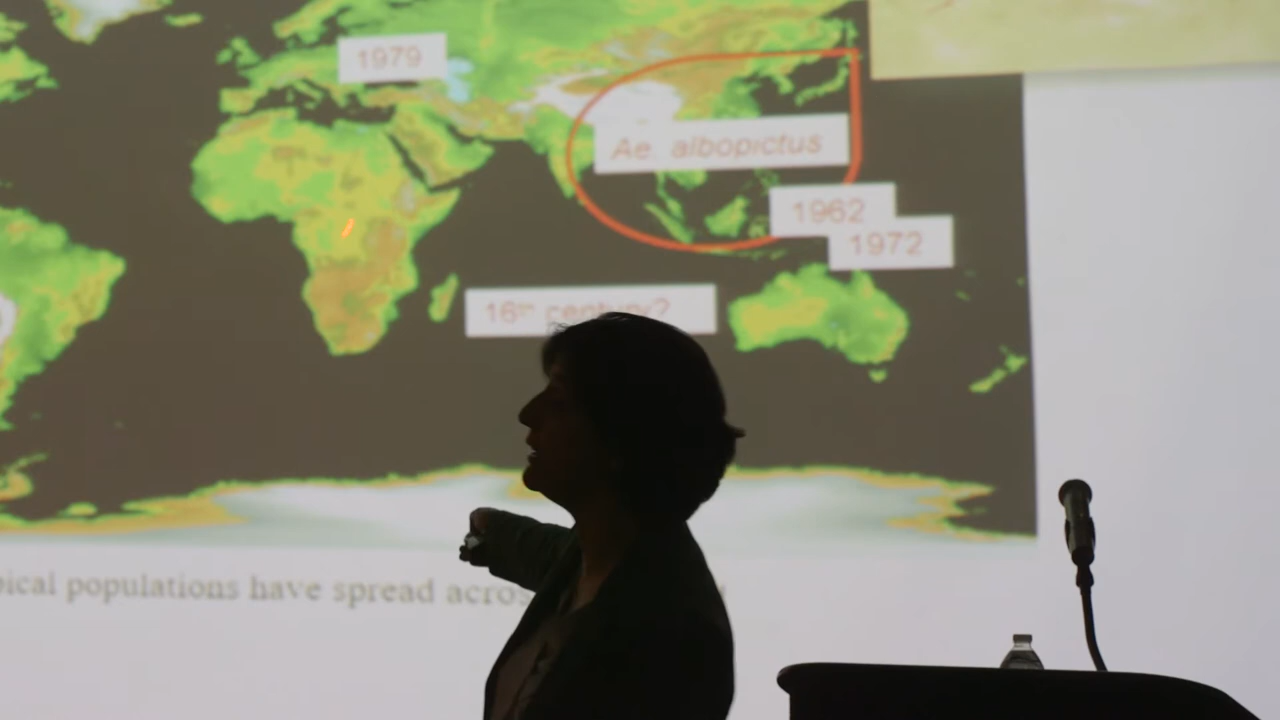 1979
Ae. albopictus
1962
1972
16th century?
pical populations have spread acros